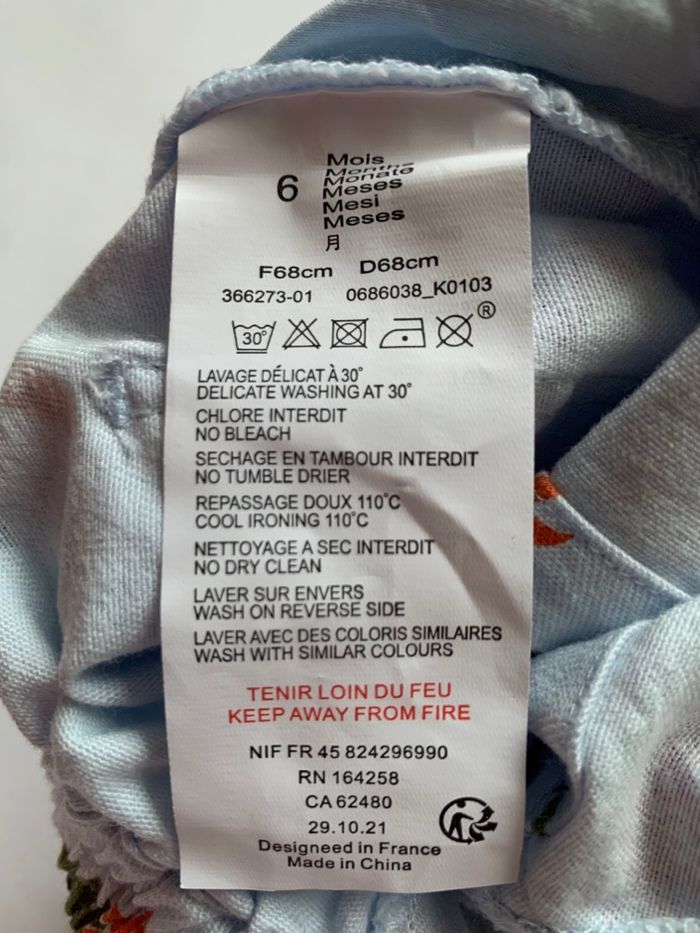 6
Mois
Months
Monate
Meses
Mesi
Meses
月
F68cm D68cm
366273-01 0686038_K0103
30° ®
LAVAGE DÉLICAT À 30°
DELICATE WASHING AT 30°
CHLORE INTERDIT
NO BLEACH
SECHAGE EN TAMBOUR INTERDIT
NO TUMBLE DRIER
REPASSAGE DOUX 110°C
COOL IRONING 110°C
NETTOYAGE A SEC INTERDIT
NO DRY CLEAN
LAVER SUR ENVERS
WASH ON REVERSE SIDE
LAVER AVEC DES COLORIS SIMILAIRES
WASH WITH SIMILAR COLOURS
TENIR LOIN DU FEU
KEEP AWAY FROM FIRE
NIF FR 45 824296990
RN 164258
CA 62480
29.10.21
Designeed in France
Made in China